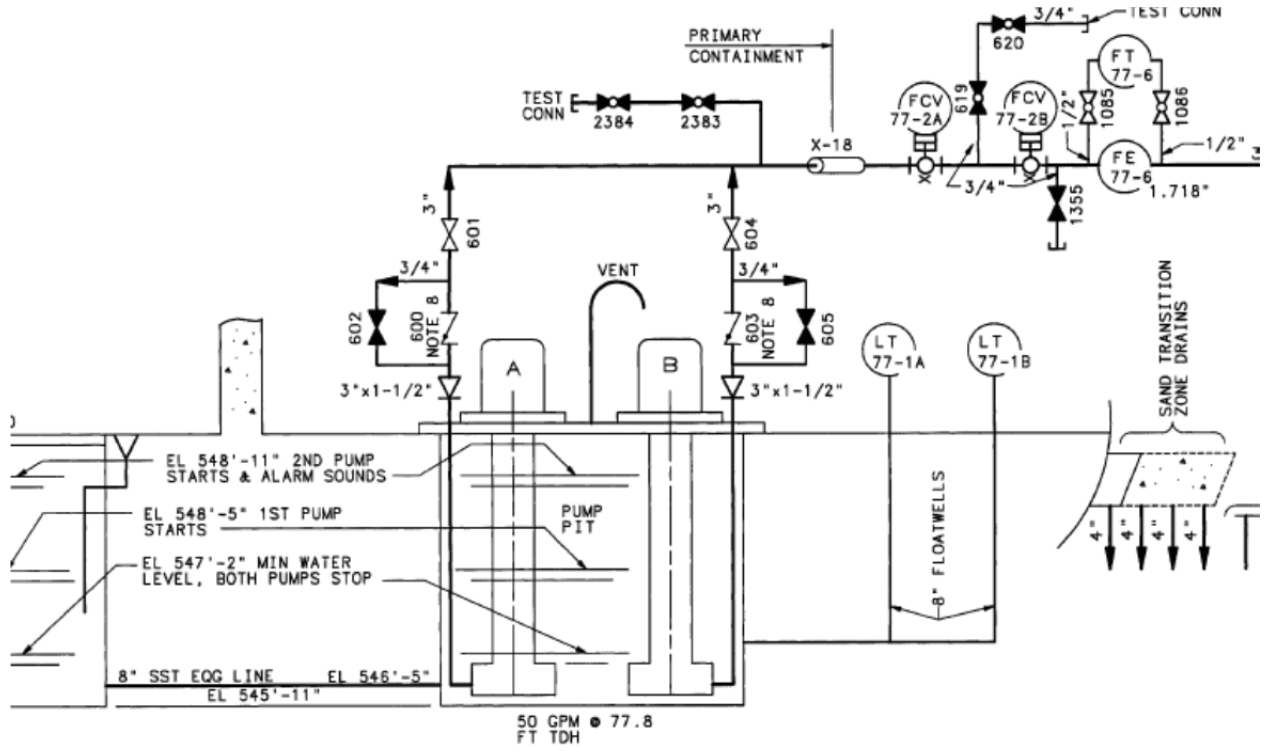 3/4"
TEST CONN
620
PRIMARY
CONTAINMENT
FT
77-6
TEST
CONN
2384
2383
FCV
77-2A
619
FCV
77-2B
1/2"
1085
1086
X-18
1/2"
X
X
3/4"
FE
77-6
1.718"
1355
3"
601
3"
604
3/4"
VENT
3/4"
602
600
NOTE 8
603
NOTE 8
605
LT
77-1A
LT
77-1B
A
B
3"x1-1/2"
3"x1-1/2"
SAND TRANSITION
ZONE DRAINS
EL 548'-11" 2ND PUMP
STARTS & ALARM SOUNDS
EL 548'-5" 1ST PUMP
STARTS
PUMP
PIT
EL 547'-2" MIN WATER
LEVEL, BOTH PUMPS STOP
8" FLOATWELLS
4"
4"
4"
4"
8" SST EQG LINE
EL 546'-5"
EL 545'-11"
50 GPM @ 77.8
FT TDH